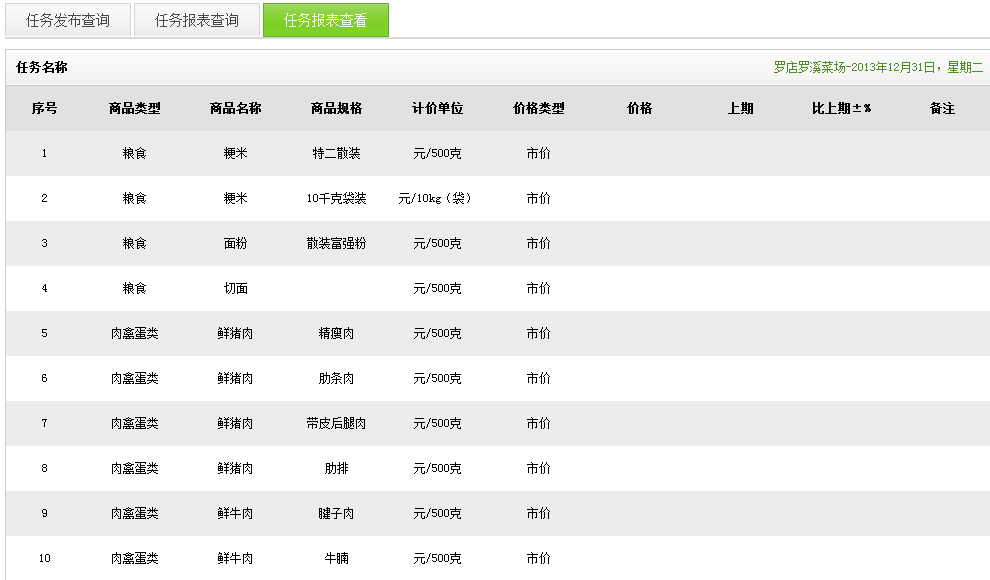 任务发布查询 任务报表查询 任务报表查看
任务名称 罗店罗溪菜场-2013年12月31日，星期二
序号 商品类型 商品名称 商品规格 计价单位 价格类型 价格 上期 比上期±% 备注
1 粮食 粳米 特二散装 元/500克 市价
2 粮食 粳米 10千克袋装 元/10kg（袋） 市价
3 粮食 面粉 散装富强粉 元/500克 市价
4 粮食 切面 元/500克 市价
5 肉禽蛋类 鲜猪肉 精瘦肉 元/500克 市价
6 肉禽蛋类 鲜猪肉 肋条肉 元/500克 市价
7 肉禽蛋类 鲜猪肉 带皮后腿肉 元/500克 市价
8 肉禽蛋类 鲜猪肉 肋排 元/500克 市价
9 肉禽蛋类 鲜牛肉 腱子肉 元/500克 市价
10 肉禽蛋类 鲜牛肉 牛腩 元/500克 市价